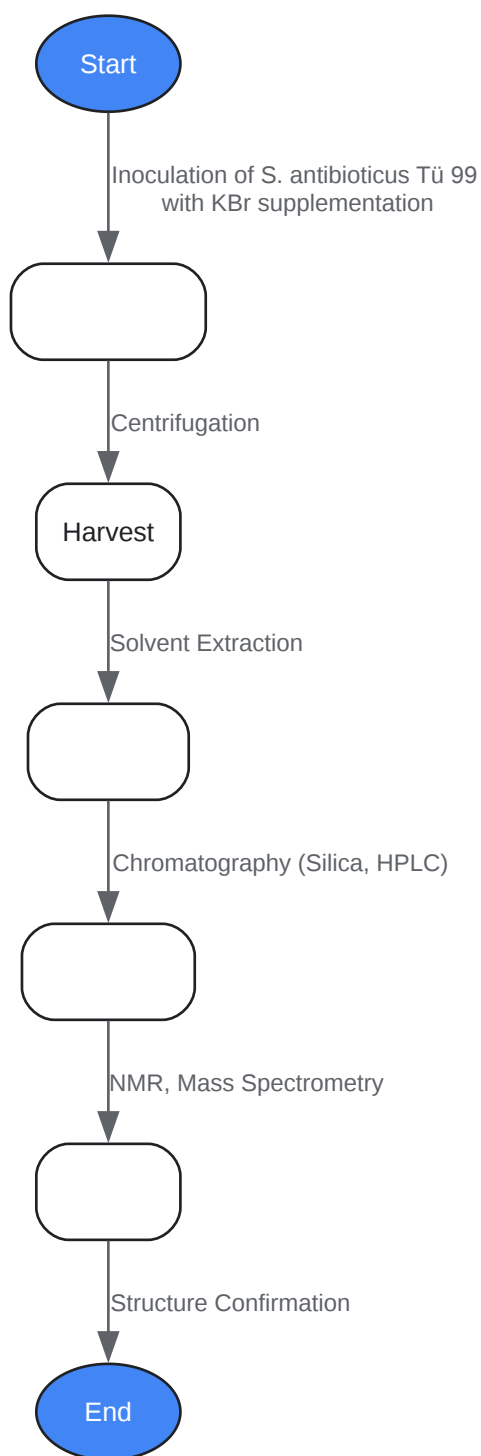 Start
Inoculation of S. antibioticus Tü 99
with KBr supplementation
Centrifugation
Harvest
Solvent Extraction
Chromatography (Silica, HPLC)
NMR, Mass Spectrometry
Structure Confirmation
End